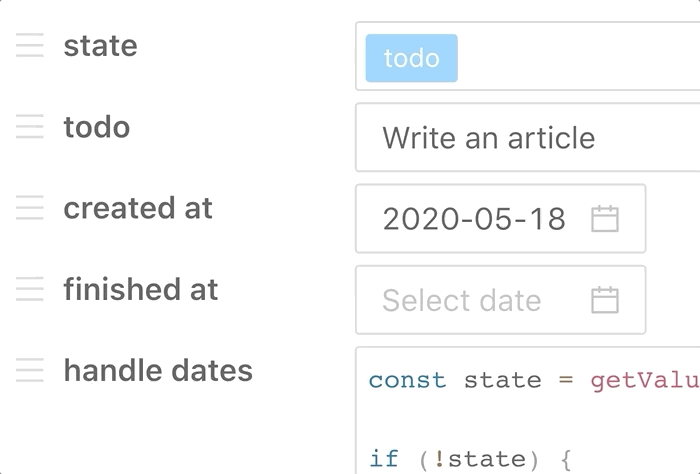 state
todo
todo
Write an article
created at
2020-05-18
finished at
Select date
handle dates
const state = getValu
if (!state) {